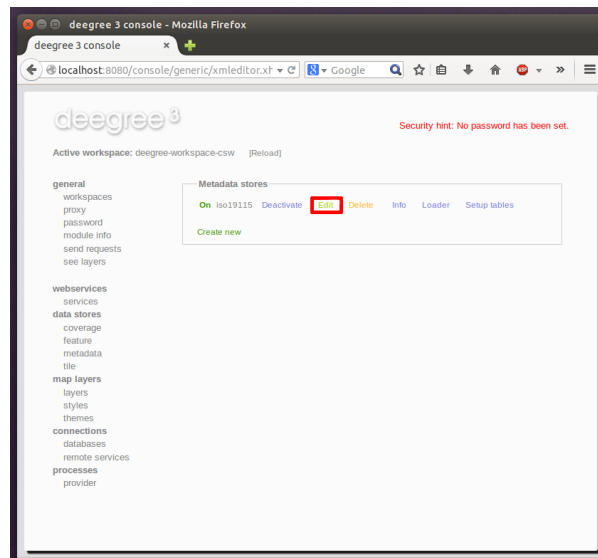 deegree 3 console - Mozilla Firefox
deegree 3 console ×
localhost:8080/console/generic/xmleditor.xh
Google
ABP
deegree 3
Security hint: No password has been set.
Active workspace: deegree-workspace-csw [Reload]
general
workspaces
proxy
password
module info
send requests
see layers
webservices
services
data stores
coverage
feature
metadata
tile
map layers
layers
styles
themes
connections
databases
remote services
processes
provider
Metadata stores
On iso19115 Deactivate Edit Delete Info Loader Setup tables
Create new